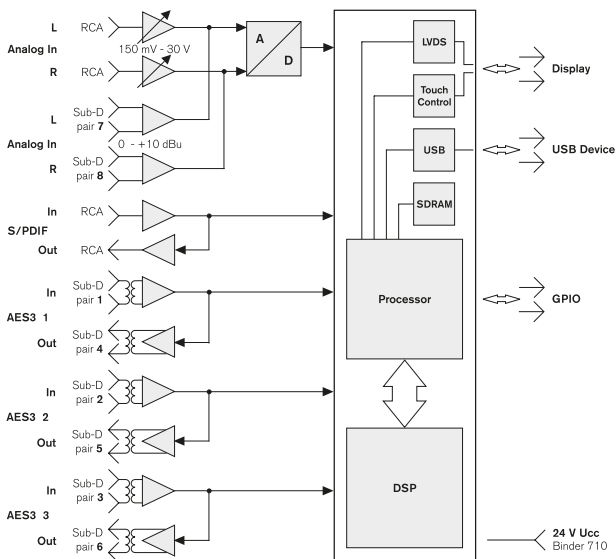 L RCA
Analog In
150 mV - 30 V
R RCA
A
D
L Sub-D pair 7
Analog In
0 - +10 dBu
R Sub-D pair 8
In RCA
S/PDIF
Out RCA
In Sub-D pair 1
AES3 1
Out Sub-D pair 4
In Sub-D pair 2
AES3 2
Out Sub-D pair 5
In Sub-D pair 3
AES3 3
Out Sub-D pair 6
LVDS
Touch
Control
USB
SDRAM
Processor
DSP
Display
USB Device
GPIO
24 V Ucc
Binder 710